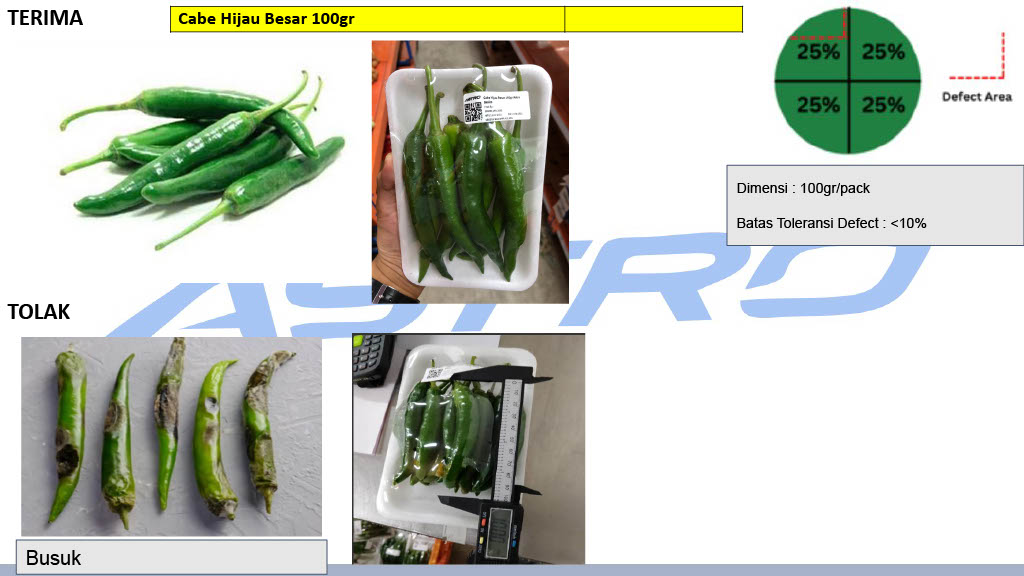 TERIMA
Cabe Hijau Besar 100gr
25% 25%
25% 25%
Defect Area
Dimensi : 100gr/pack
Batas Toleransi Defect : <10%
ASTRO
ASTRO
TOLAK
Busuk